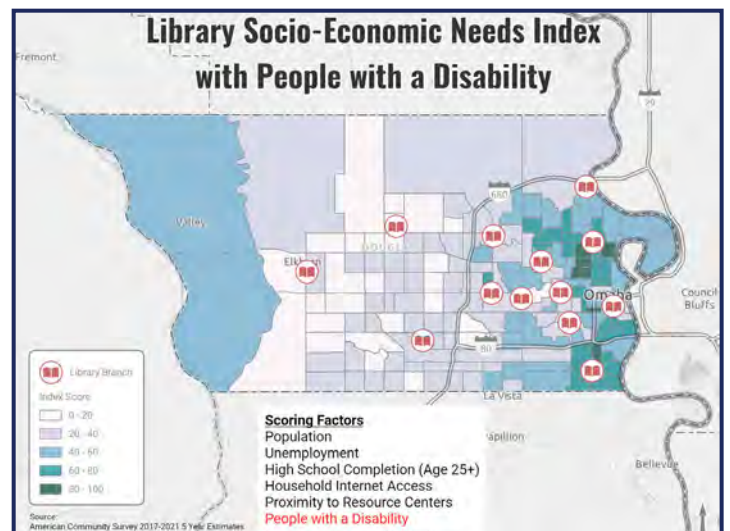 Library Socio-Economic Needs Index
with People with a Disability
Fremont
29
680
Valley
DOUGL
Elkhorn
Omaha
Council
Bluffs
80
La Vista
Library Branch
Index Score
0 - 20
20 - 40
40 - 60
60 - 80
80 - 100
Scoring Factors
Population
Unemployment
High School Completion (Age 25+)
Household Internet Access
Proximity to Resource Centers
People with a Disability
apillion
Bellevue
Source:
American Community Survey 2017-2021 5 Year Estimates